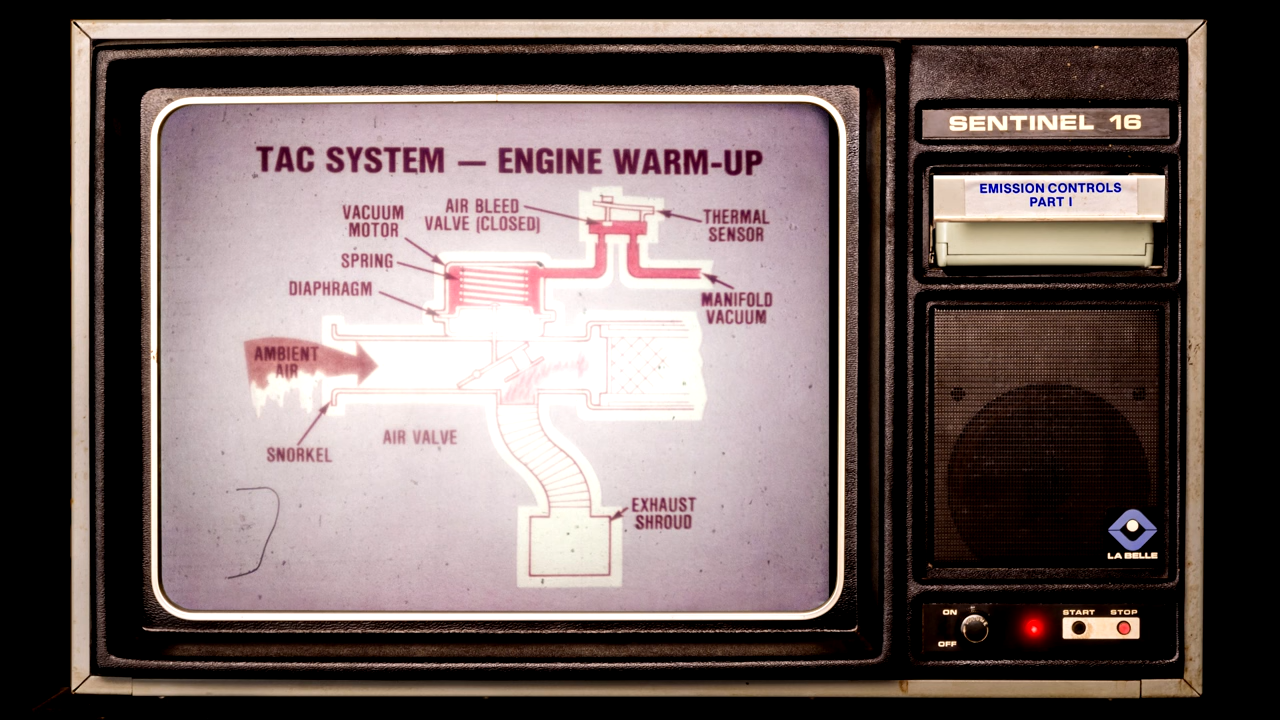 TAC SYSTEM — ENGINE WARM-UP
VACUUM
MOTOR
AIR BLEED
VALVE (CLOSED)
THERMAL
SENSOR
SPRING
DIAPHRAGM
MANIFOLD
VACUUM
AMBIENT
AIR
SNORKEL
AIR VALVE
EXHAUST
SHROUD
SENTINEL 16
EMISSION CONTROLS
PART I
LA BELLE
ON
OFF
START
STOP